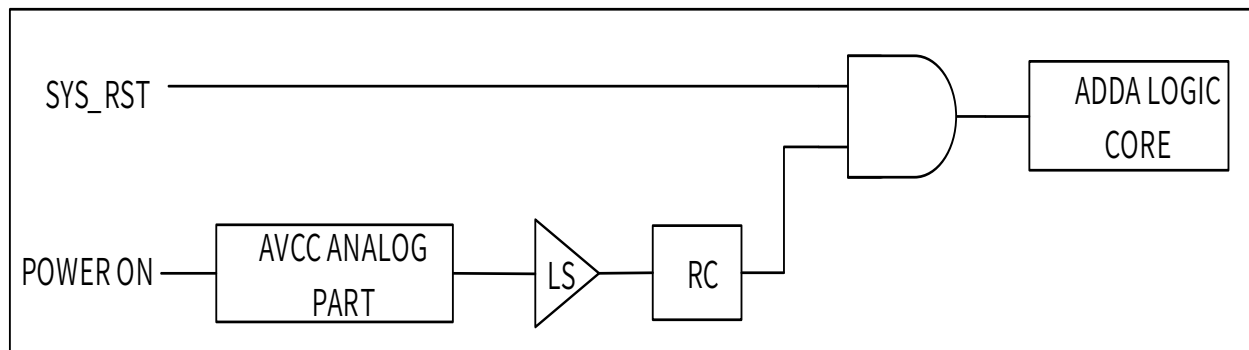 SYS_RST
ADDA LOGIC
CORE
POWER ON
AVCC ANALOG
PART
LS
RC